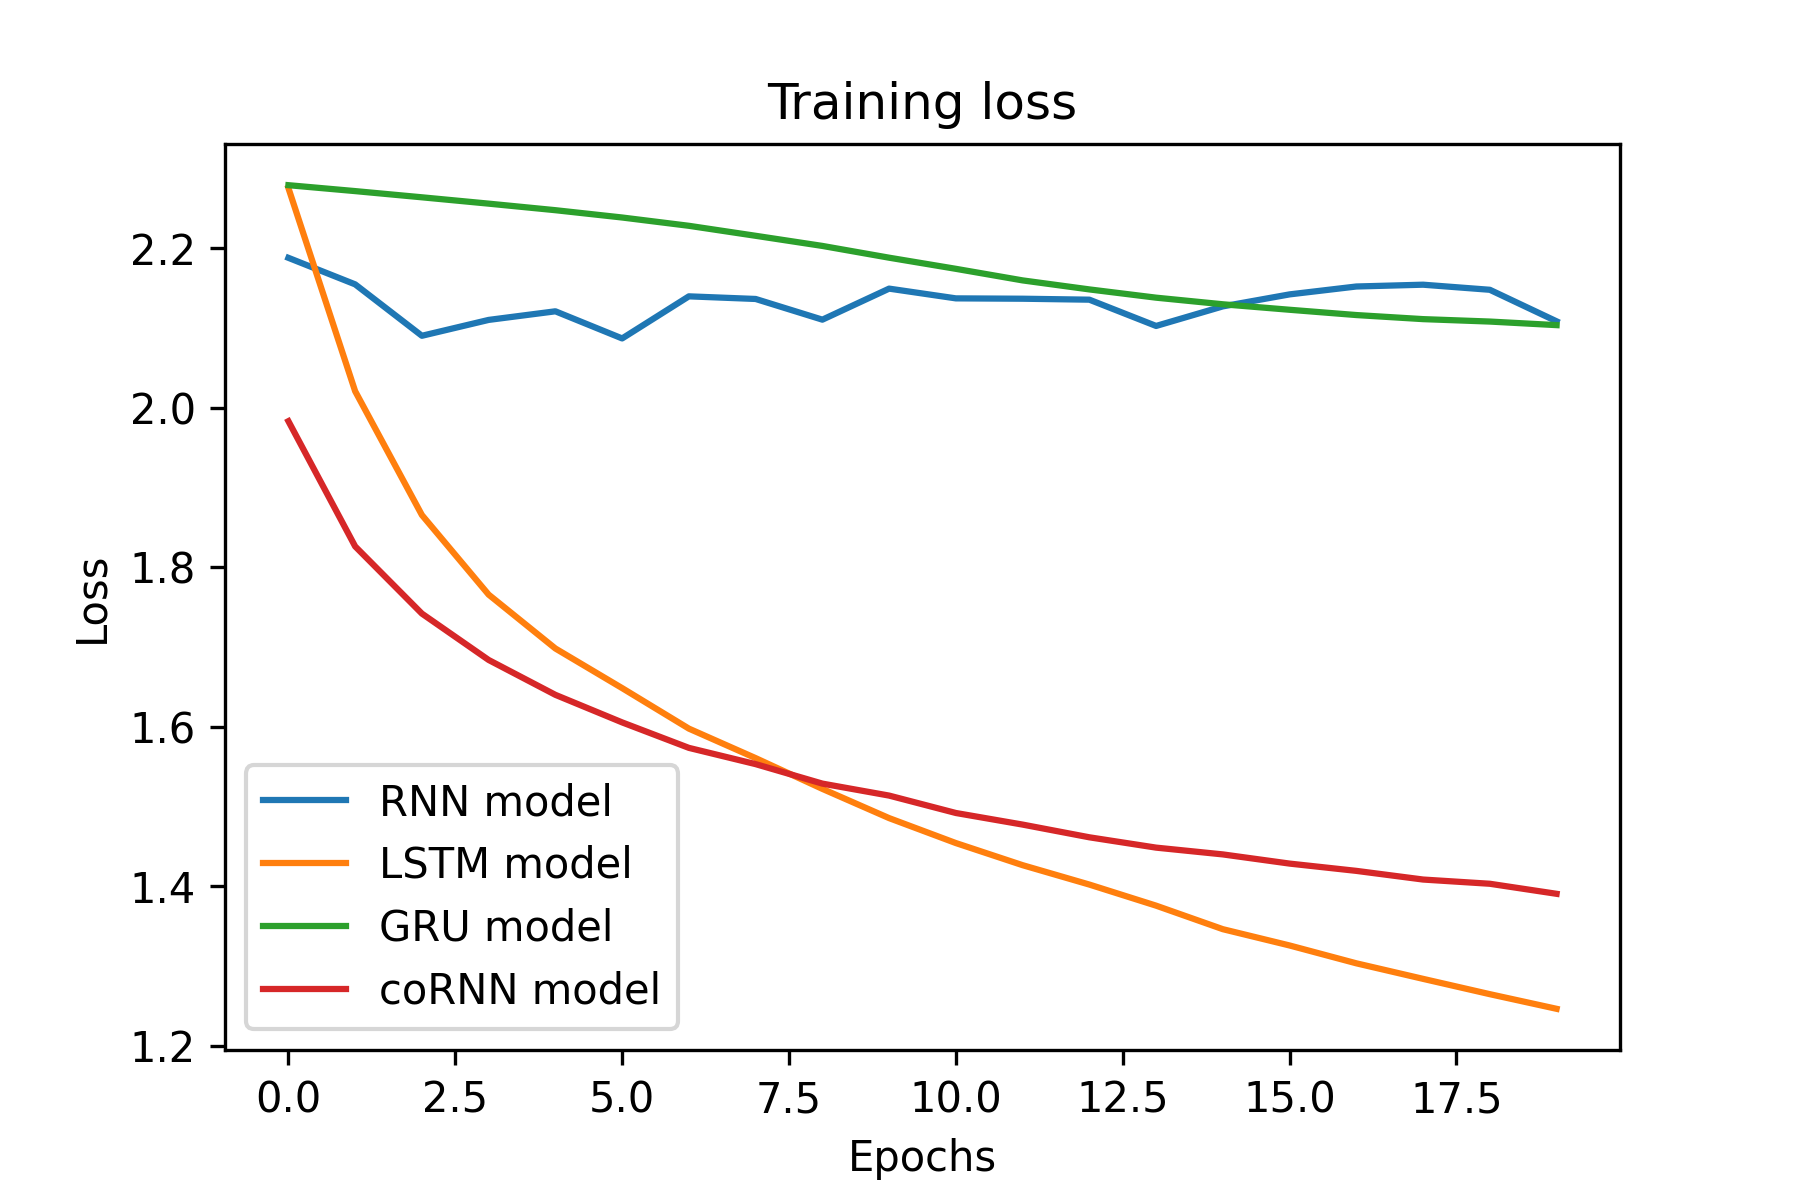 Training loss
2.2
2.0
1.8
1.6
1.4
1.2
Loss
RNN model
LSTM model
GRU model
coRNN model
0.0 2.5 5.0 7.5 10.0 12.5 15.0 17.5
Epochs